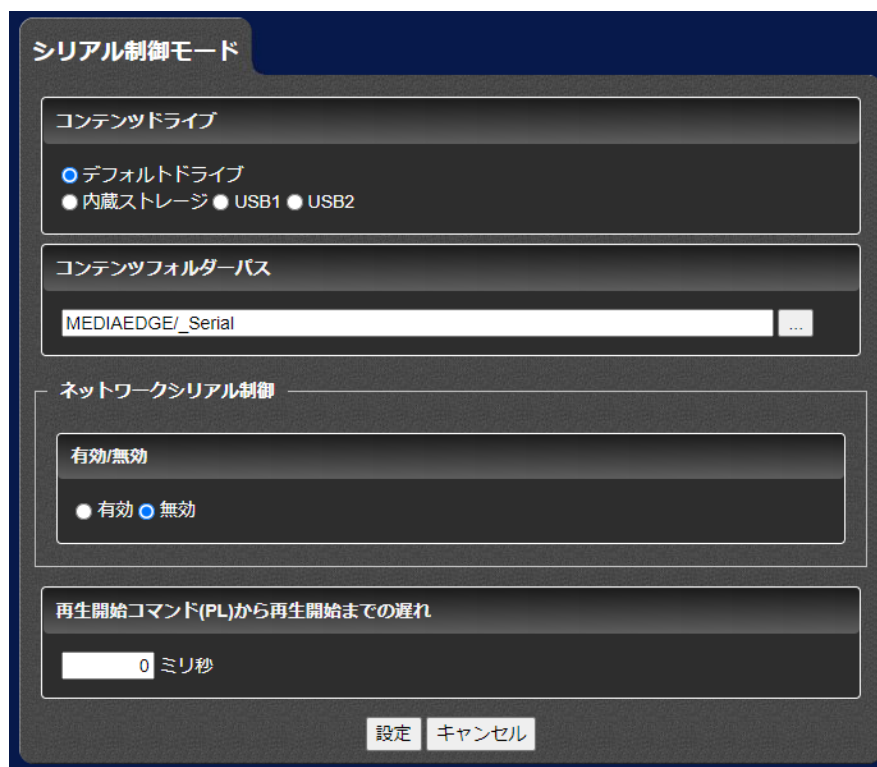 シリアル制御モード
コンテンツドライブ
デフォルトドライブ
内蔵ストレージ USB1 USB2
コンテンツフォルダーパス
MEDIAEDGE/_Serial ...
ネットワークシリアル制御
有効/無効
有効 無効
再生開始コマンド(PL)から再生開始までの遅れ
0 ミリ秒
設定 キャンセル